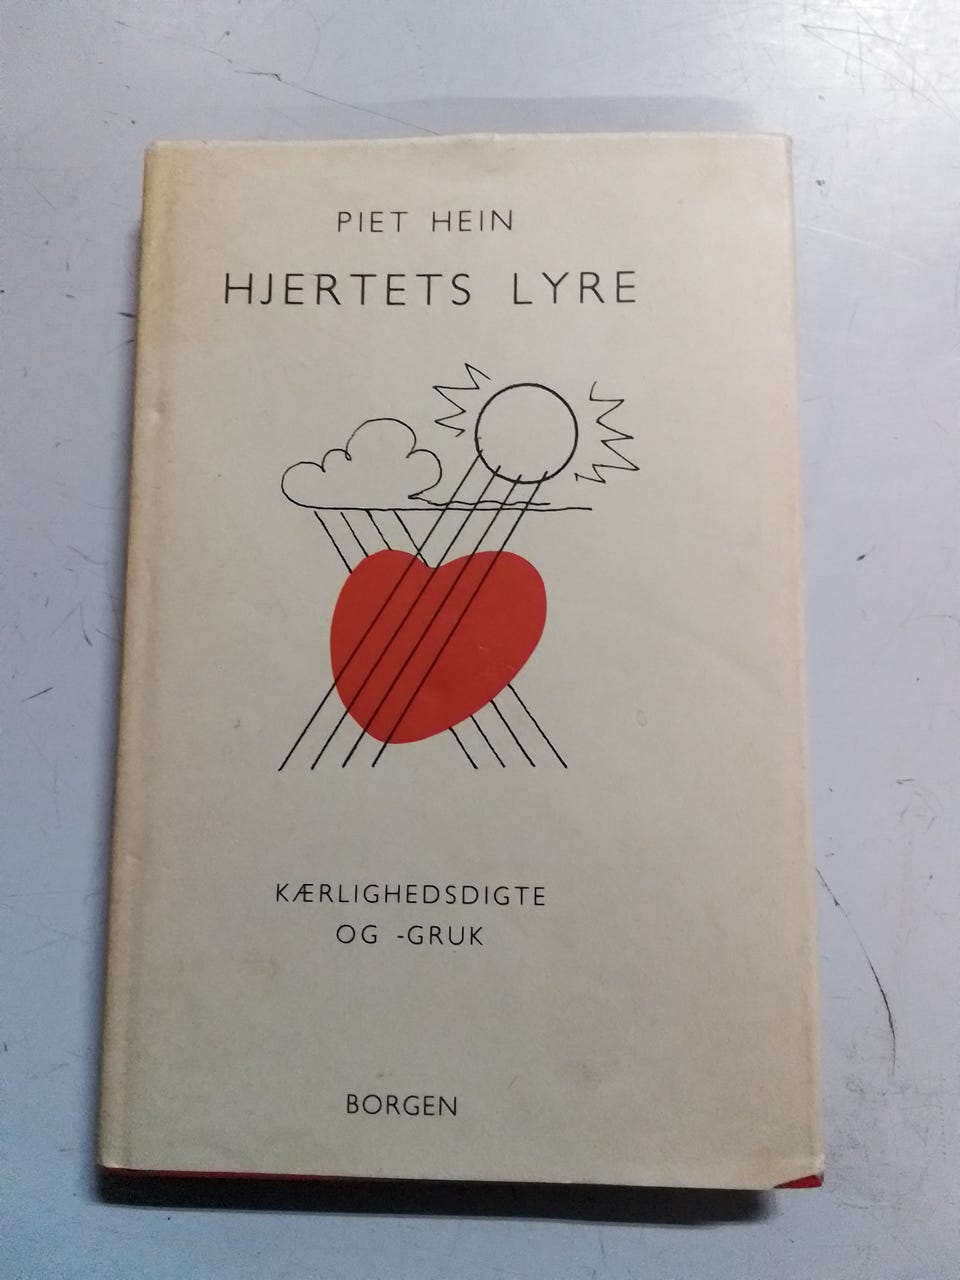 PIET HEIN
HJERTETS LYRE
KÆRLIGHEDSDIGTE
OG -GRUK
BORGEN